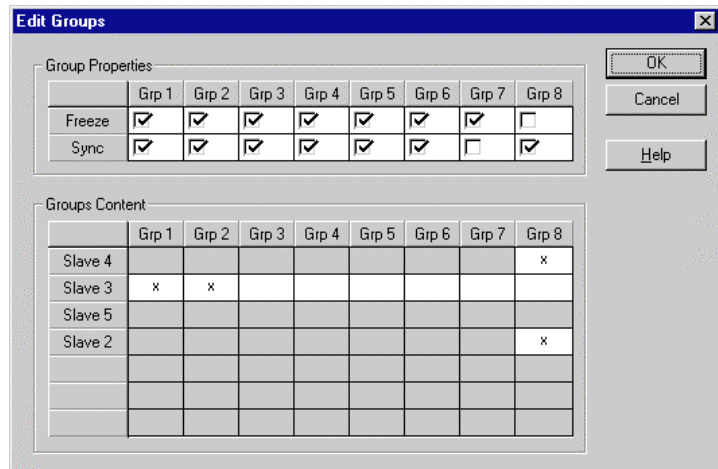 Edit Groups
Group Properties
Grp 1 Grp 2 Grp 3 Grp 4 Grp 5 Grp 6 Grp 7 Grp 8
Freeze
Sync
OK
Cancel
Help
Groups Content
Grp 1 Grp 2 Grp 3 Grp 4 Grp 5 Grp 6 Grp 7 Grp 8
Slave 4 x
Slave 3 x x
Slave 5
Slave 2 x